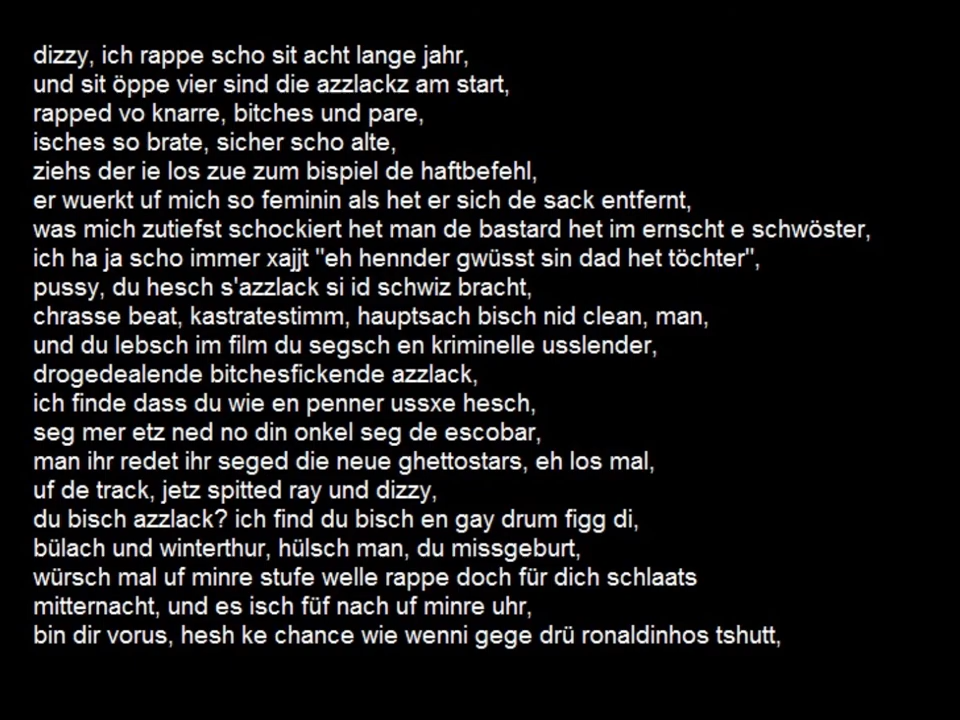 dizzy, ich rappe scho sit acht lange jahr,
und sit öppe vier sind die azzlackz am start,
rapped vo knarre, bitches und pare,
isches so brate, sicher scho alte,
ziehs der ie los zue zum bispiel de haftbefehl,
er wuerkt uf mich so feminin als het er sich de sack entfernt,
was mich zutiefst schockiert het man de bastard het im ernscht e schwöster,
ich ha ja scho immer xajjt "eh hennder gwüsst sin dad het töchter",
pussy, du hesch s'azzlack si id schwiz bracht,
chrasse beat, kastratestimm, hauptsach bisch nid clean, man,
und du lebsch im film du segsch en kriminelle usslender,
drogedealende bitchesfickende azzlack,
ich finde dass du wie en penner ussxe hesch,
seg mer etz ned no din onkel seg de escobar,
man ihr redet ihr seged die neue ghettostars, eh los mal,
uf de track, jetz spitted ray und dizzy,
du bisch azzlack? ich find du bisch en gay drum figg di,
bülach und winterthur, hülsch man, du missgeburt,
würsch mal uf minre stufe welle rappe doch für dich schlaats
mitternacht, und es isch füf nach uf minre uhr,
bin dir vorus, hesh ke chance wie wenni gege drü ronaldinhos tshutt,